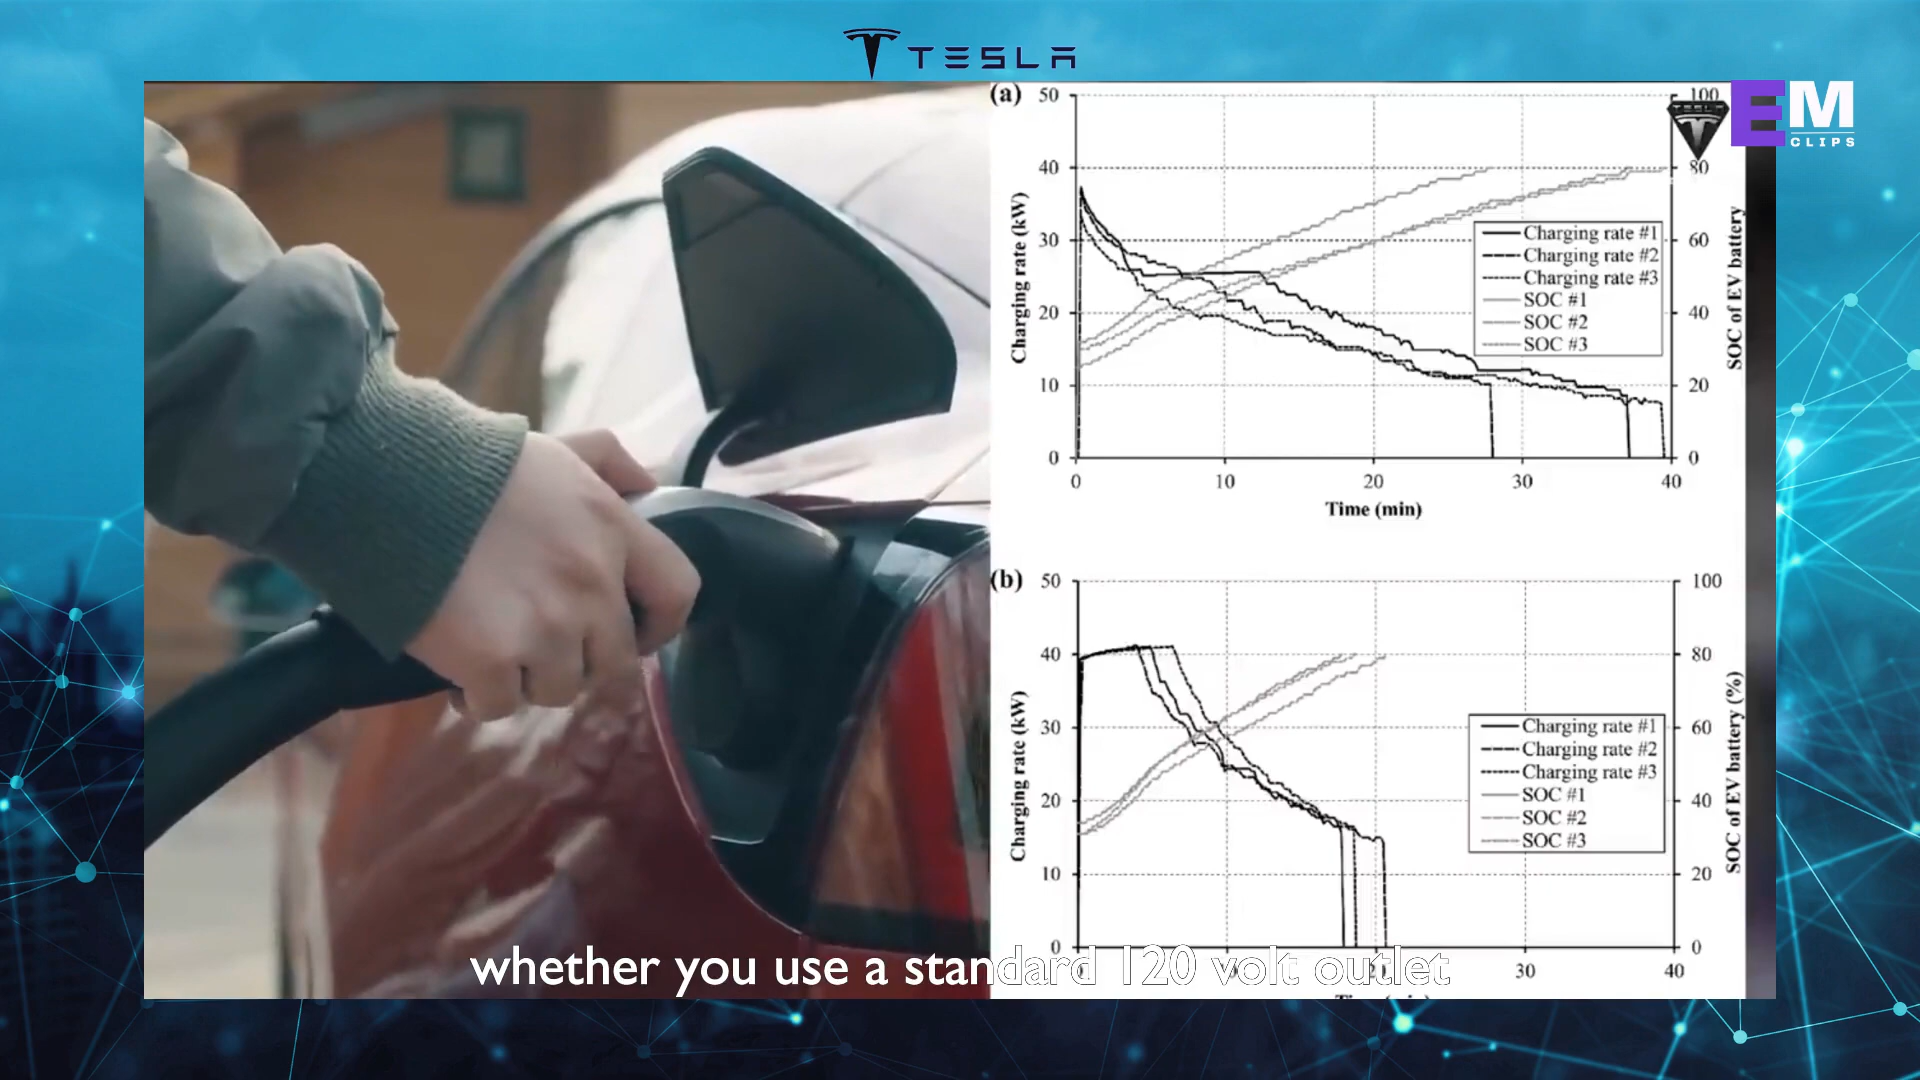 TESLA
EM
CLIPS
(a)
50
40
30
20
10
0
Charging rate (kW)
100
80
60
40
20
0
SOC of EV battery
Charging rate #1
Charging rate #2
Charging rate #3
SOC #1
SOC #2
SOC #3
0 10 20 30 40
Time (min)
(b)
50
40
30
20
10
0
Charging rate (kW)
100
80
60
40
20
0
SOC of EV battery (%)
Charging rate #1
Charging rate #2
Charging rate #3
SOC #1
SOC #2
SOC #3
30 40
whether you use a standard 120 volt outlet